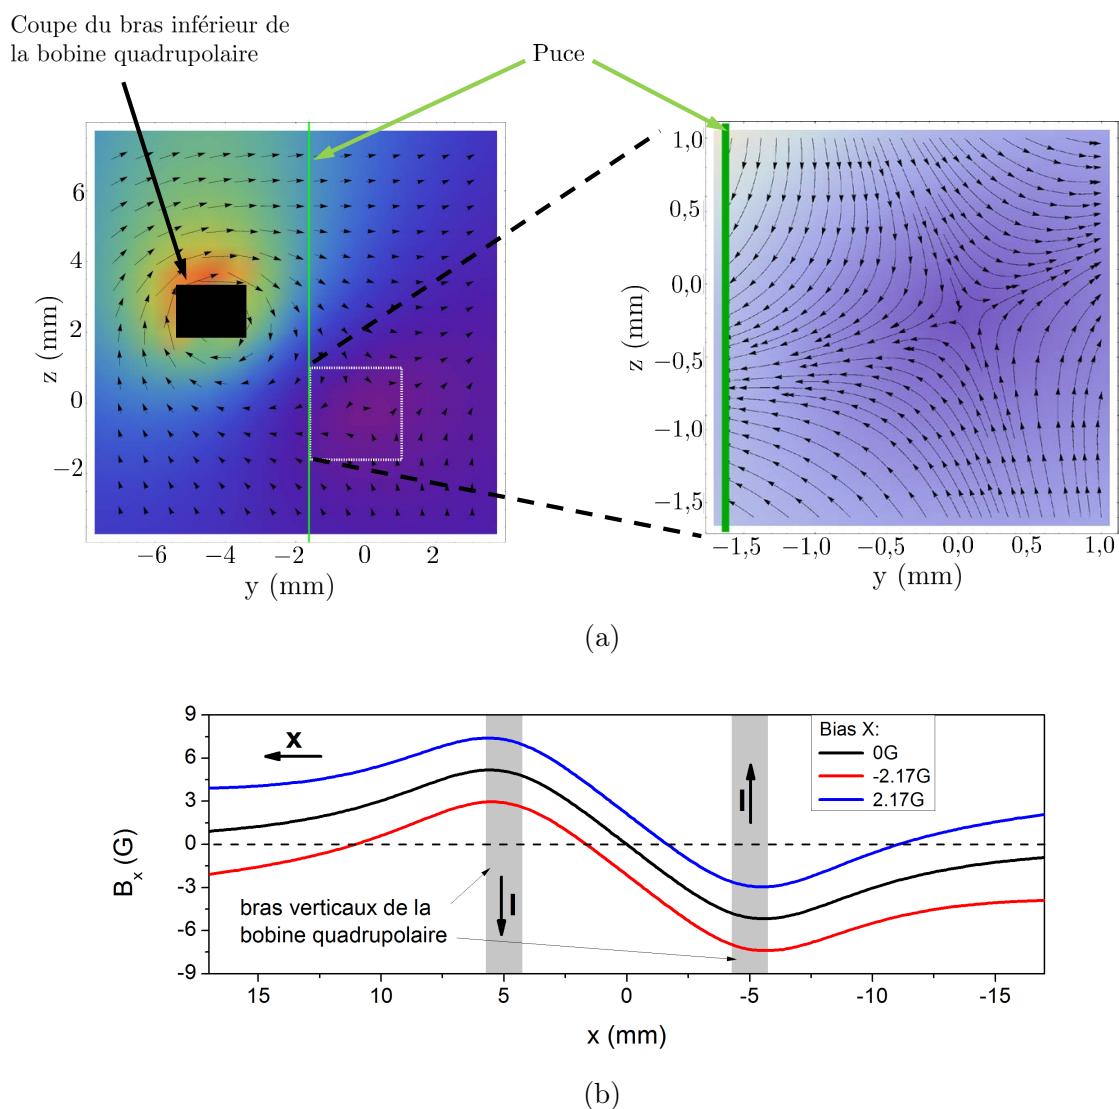 Coupe du bras inférieur de
la bobine quadrupolaire
Puce
6
4
2
0
−2
z (mm)
−6
−4
−2
0
2
y (mm)
1,0
0,5
0,0
−0,5
−1,0
−1,5
z (mm)
−1,5
−1,0
−0,5
0,0
0,5
1,0
y (mm)
(a)
9
6
3
0
-3
-6
-9
Bx (G)
X
I
I
Bias X:
0G
-2.17G
2.17G
bras verticaux de la
bobine quadrupolaire
15
10
5
0
-5
-10
-15
x (mm)
(b)